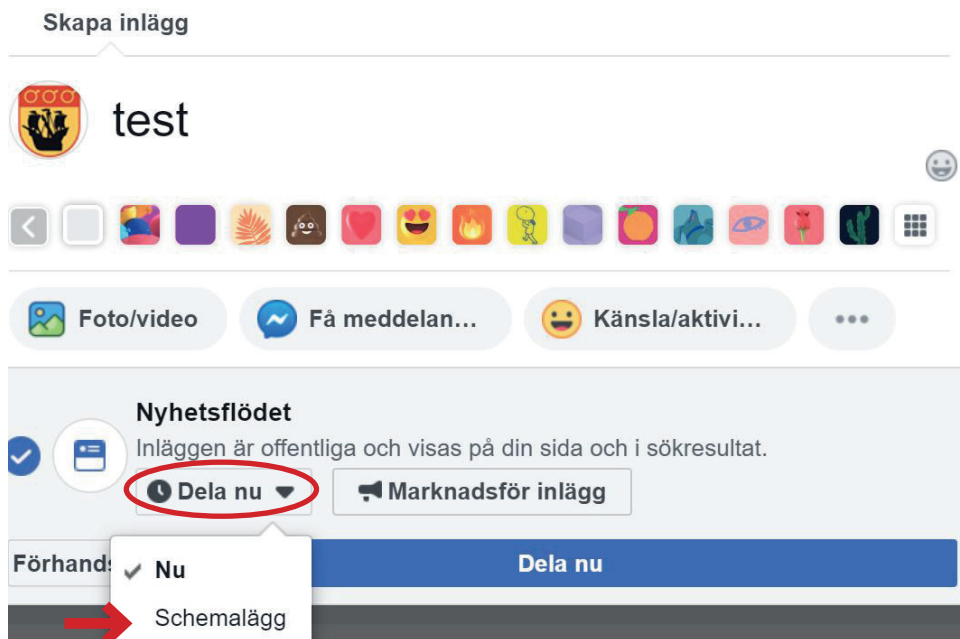 Skapa inlägg
test
Foto/video Få meddelan... Känsla/aktivi...
Nyhetsflödet
Inläggen är offentliga och visas på din sida och i sökresultat.
Dela nu Marknadsför inlägg
Förhands Dela nu
Nu
Schemalägg